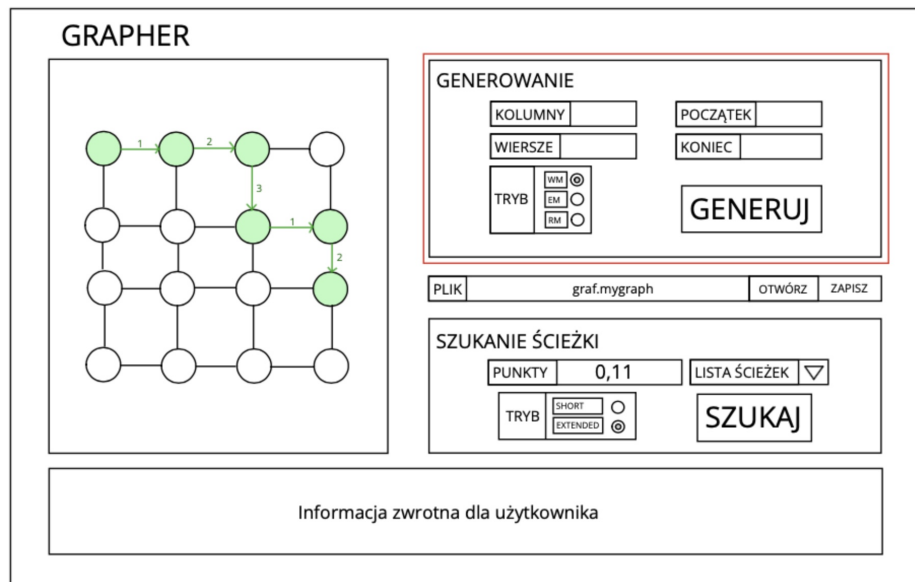 GRAPHER
1
2
3
1
2
GENEROWANIE
KOLUMNY
POCZĄTEK
WIERSZE
KONIEC
TRYB
WM
EM
RM
GENERUJ
PLIK graf.mygraph OTWÓRZ ZAPISZ
SZUKANIE ŚCIEŻKI
PUNKTY 0,11 LISTA ŚCIEŻEK
TRYB
SHORT
EXTENDED
SZUKAJ
Informacja zwrotna dla użytkownika